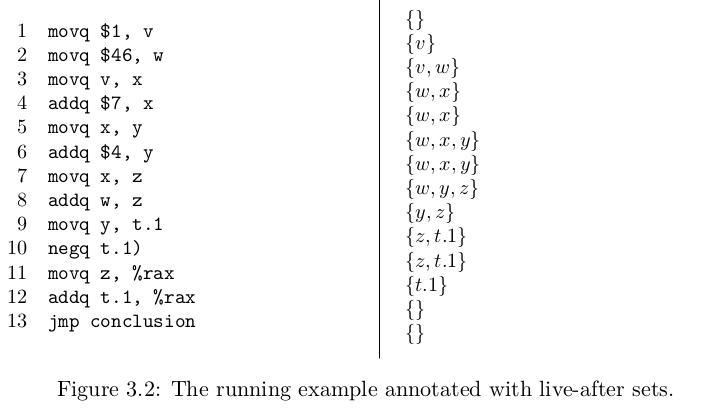 1 movq $1, v
2 movq $46, w
3 movq v, x
4 addq $7, x
5 movq x, y
6 addq $4, y
7 movq x, z
8 addq w, z
9 movq y, t.1
10 negq t.1)
11 movq z, %rax
12 addq t.1, %rax
13 jmp conclusion
{}
{v}
{v, w}
{w, x}
{w, x}
{w, x, y}
{w, x, y}
{w, y, z}
{y, z}
{z, t.1}
{z, t.1}
{t.1}
{}
{}
Figure 3.2: The running example annotated with live-after sets.